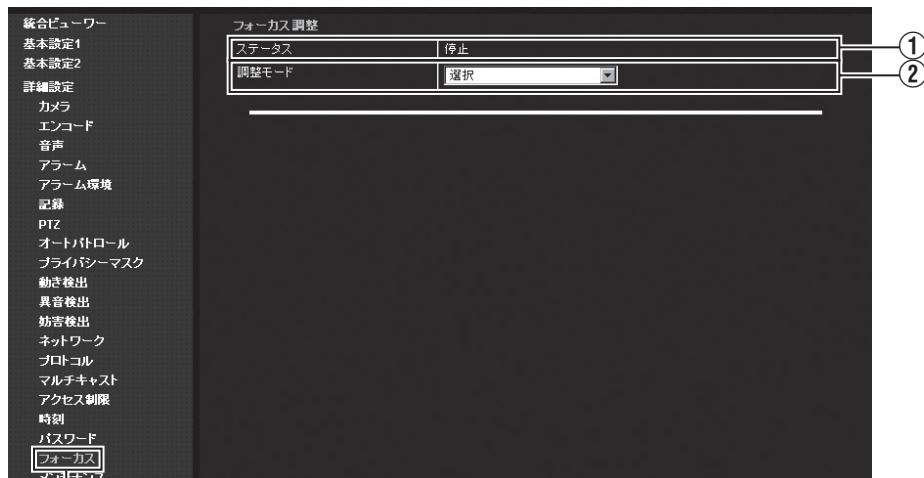 統合ビューワー
基本設定1
基本設定2
詳細設定
カメラ
エンコード
音声
アラーム
アラーム環境
記録
PTZ
オートパトロール
プライバシーマスク
動き検出
異音検出
妨害検出
ネットワーク
プロトコル
マルチキャスト
アクセス制限
時刻
パスワード
フォーカス
メンテナンス
フォーカス調整
ステータス 停止 ①
調整モード 選択 ②